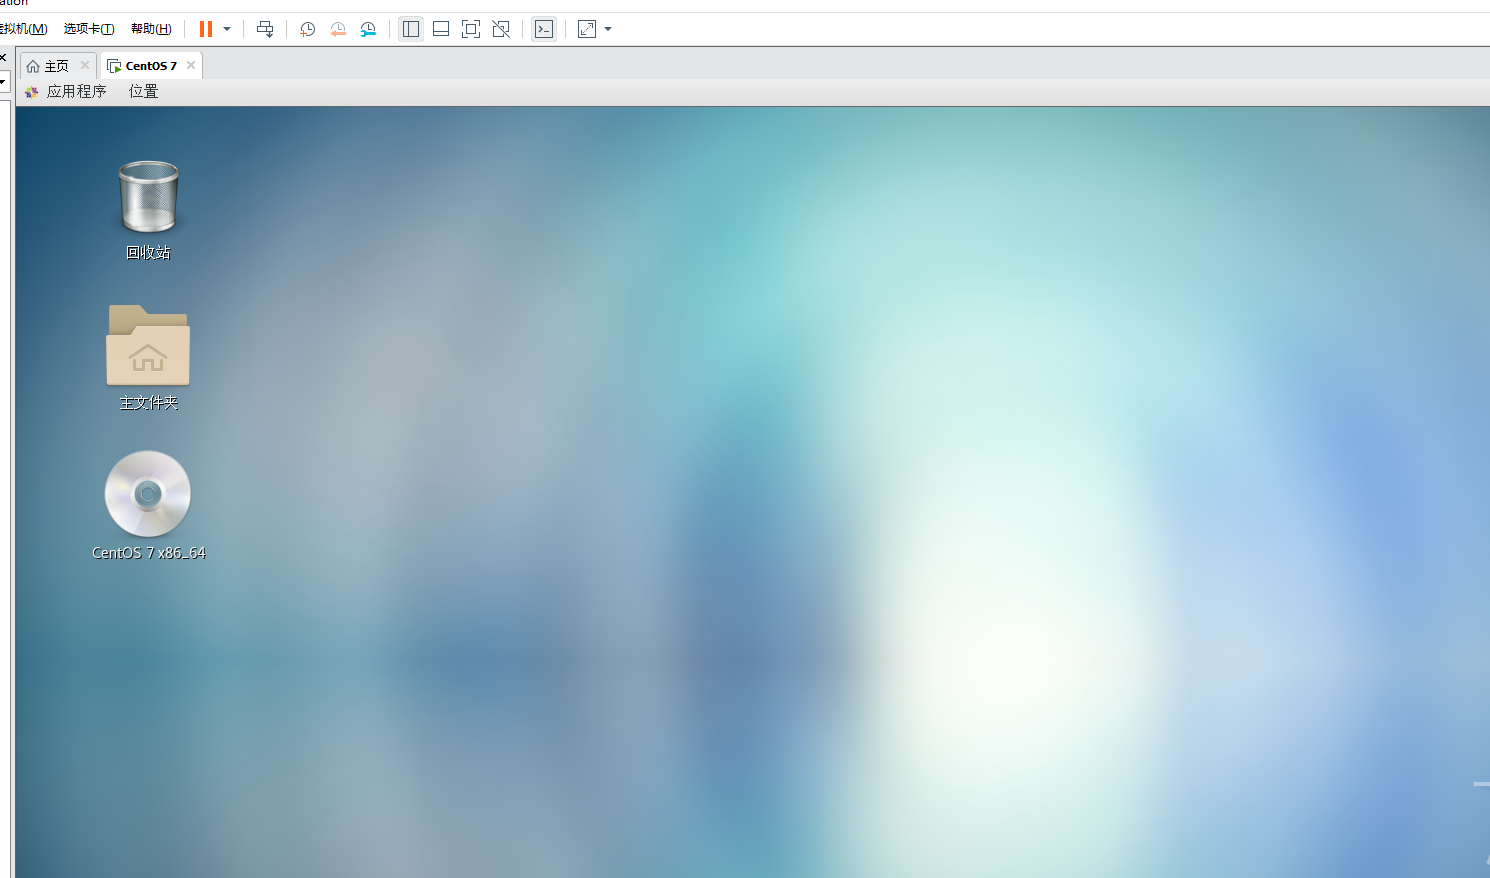 虚拟机(M) 选项卡(T) 帮助(H)
主页 CentOS 7
应用程序 位置
回收站
主文件夹
CentOS 7 x86_64